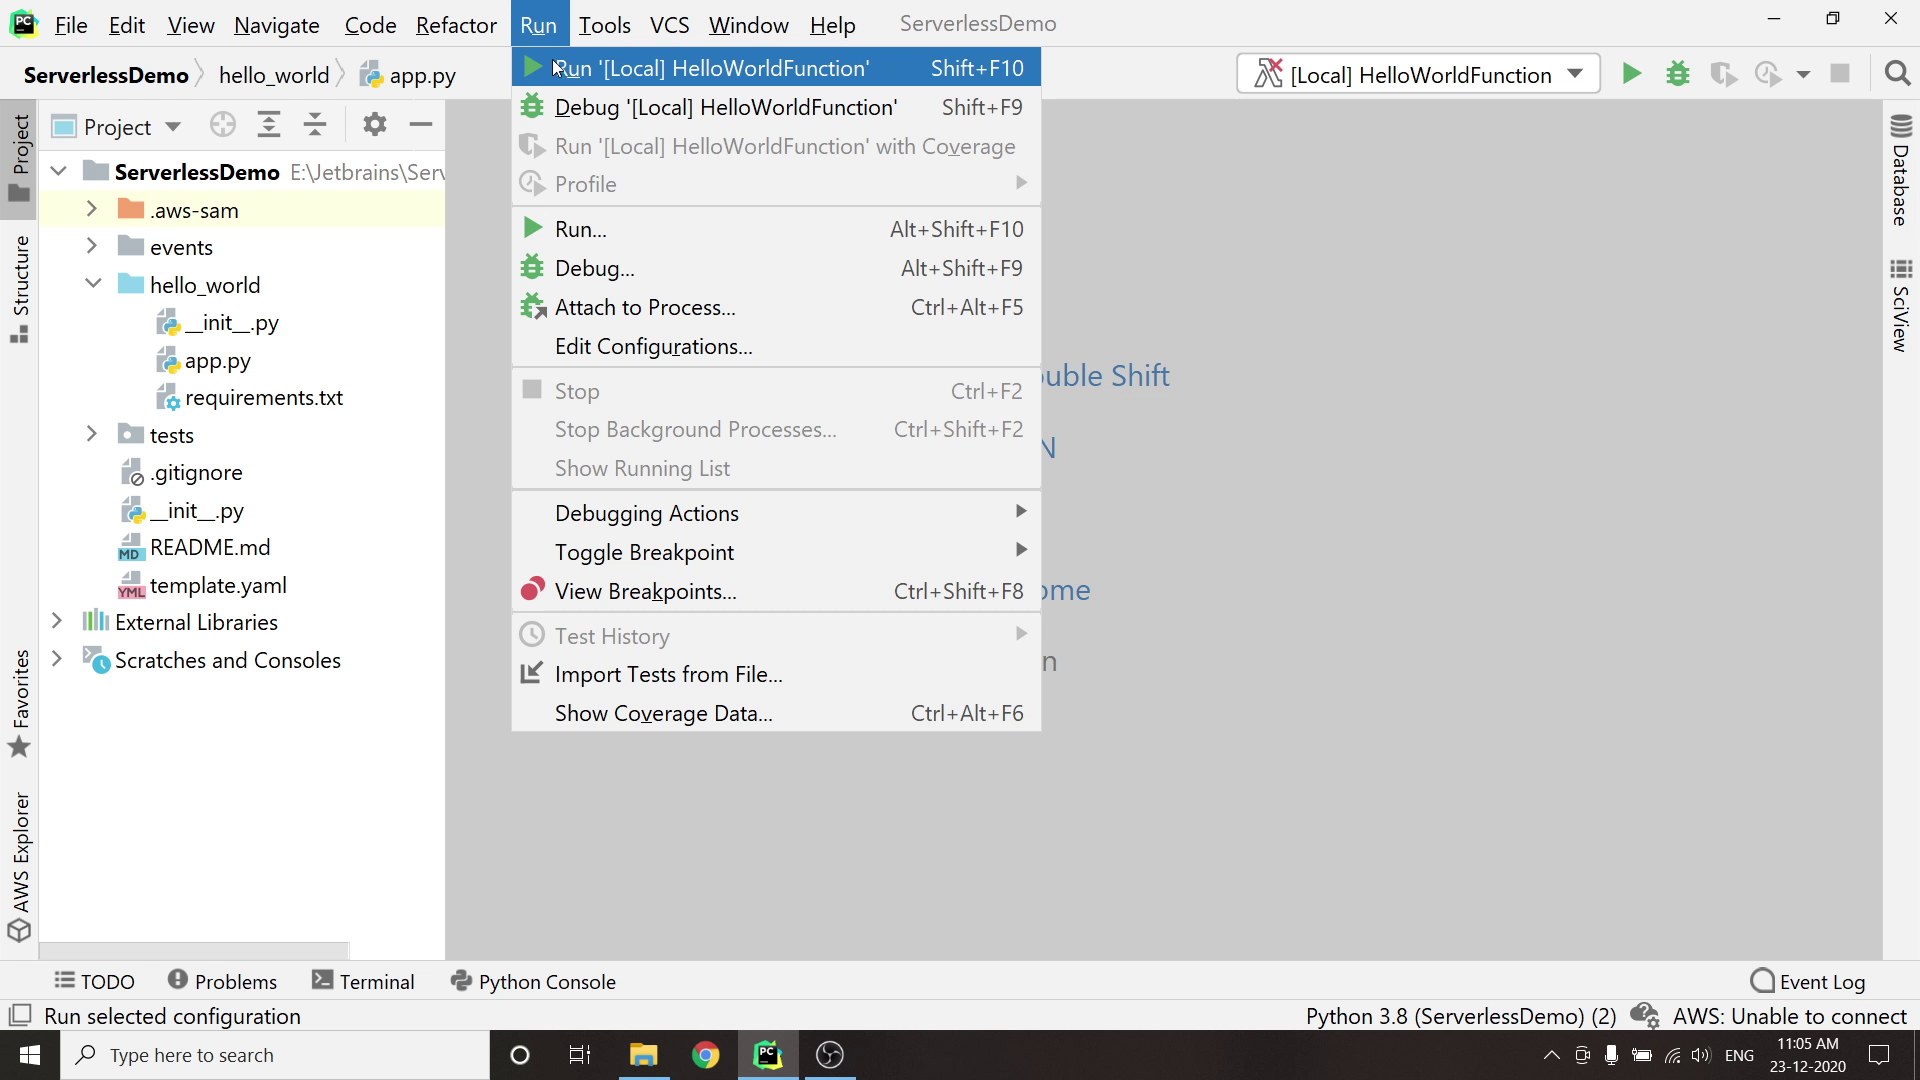 File Edit View Navigate Code Refactor Run Tools VCS Window Help ServerlessDemo
ServerlessDemo hello_world app.py
[Local] HelloWorldFunction
Project
Project
Structure
Favorites
AWS Explorer
ServerlessDemo E:\Jetbrains\Serv
.aws-sam
events
hello_world
__init__.py
app.py
requirements.txt
tests
.gitignore
__init__.py
MD README.md
YML template.yaml
External Libraries
Scratches and Consoles
Run '[Local] HelloWorldFunction' Shift+F10
Debug '[Local] HelloWorldFunction' Shift+F9
Run '[Local] HelloWorldFunction' with Coverage
Profile
Run... Alt+Shift+F10
Debug... Alt+Shift+F9
Attach to Process... Ctrl+Alt+F5
Edit Configurations...
Stop Ctrl+F2
Stop Background Processes... Ctrl+Shift+F2
Show Running List
Debugging Actions
Toggle Breakpoint
View Breakpoints... Ctrl+Shift+F8
Test History
Import Tests from File...
Show Coverage Data... Ctrl+Alt+F6
ouble Shift
N
ome
n
Database
SciView
TODO Problems Terminal Python Console Event Log
Run selected configuration Python 3.8 (ServerlessDemo) (2) AWS: Unable to connect
Type here to search ENG 11:05 AM
23-12-2020